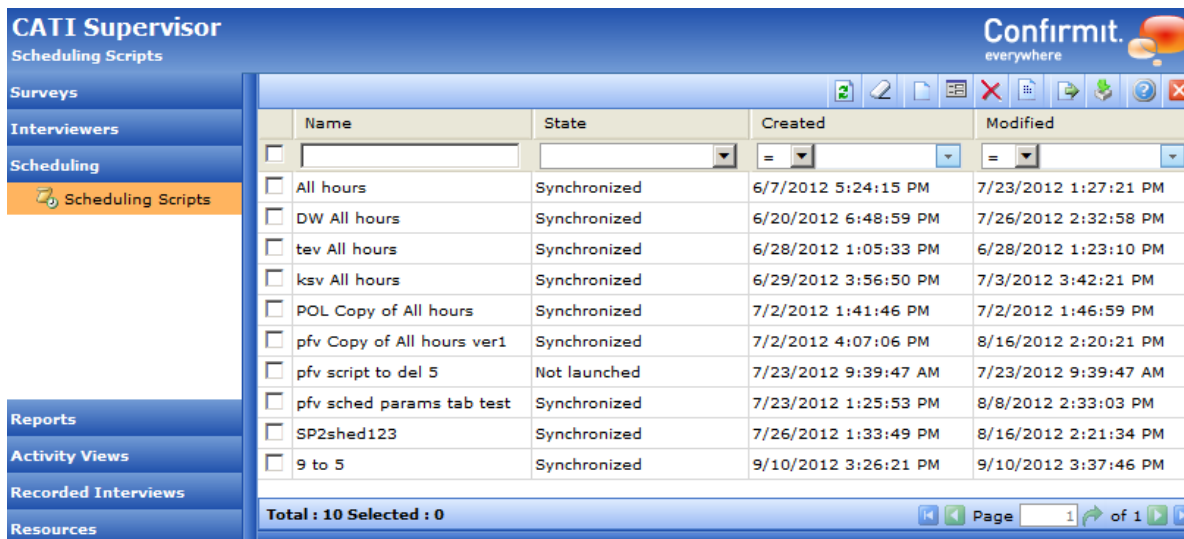 CATI Supervisor
Scheduling Scripts
Confirmit.
everywhere
Surveys
Interviewers
Scheduling
Scheduling Scripts
Reports
Activity Views
Recorded Interviews
Resources
Name State Created Modified
= =
All hours Synchronized 6/7/2012 5:24:15 PM 7/23/2012 1:27:21 PM
DW All hours Synchronized 6/20/2012 6:48:59 PM 7/26/2012 2:32:58 PM
tev All hours Synchronized 6/28/2012 1:05:33 PM 6/28/2012 1:23:10 PM
ksv All hours Synchronized 6/29/2012 3:56:50 PM 7/3/2012 3:42:21 PM
POL Copy of All hours Synchronized 7/2/2012 1:41:46 PM 7/2/2012 1:46:59 PM
pfv Copy of All hours ver1 Synchronized 7/2/2012 4:07:06 PM 8/16/2012 2:20:21 PM
pfv script to del 5 Not launched 7/23/2012 9:39:47 AM 7/23/2012 9:39:47 AM
pfv sched params tab test Synchronized 7/23/2012 1:25:53 PM 8/8/2012 2:33:03 PM
SP2shed123 Synchronized 7/26/2012 1:33:49 PM 8/16/2012 2:21:34 PM
9 to 5 Synchronized 9/10/2012 3:26:21 PM 9/10/2012 3:37:46 PM
Total : 10 Selected : 0 Page 1 of 1